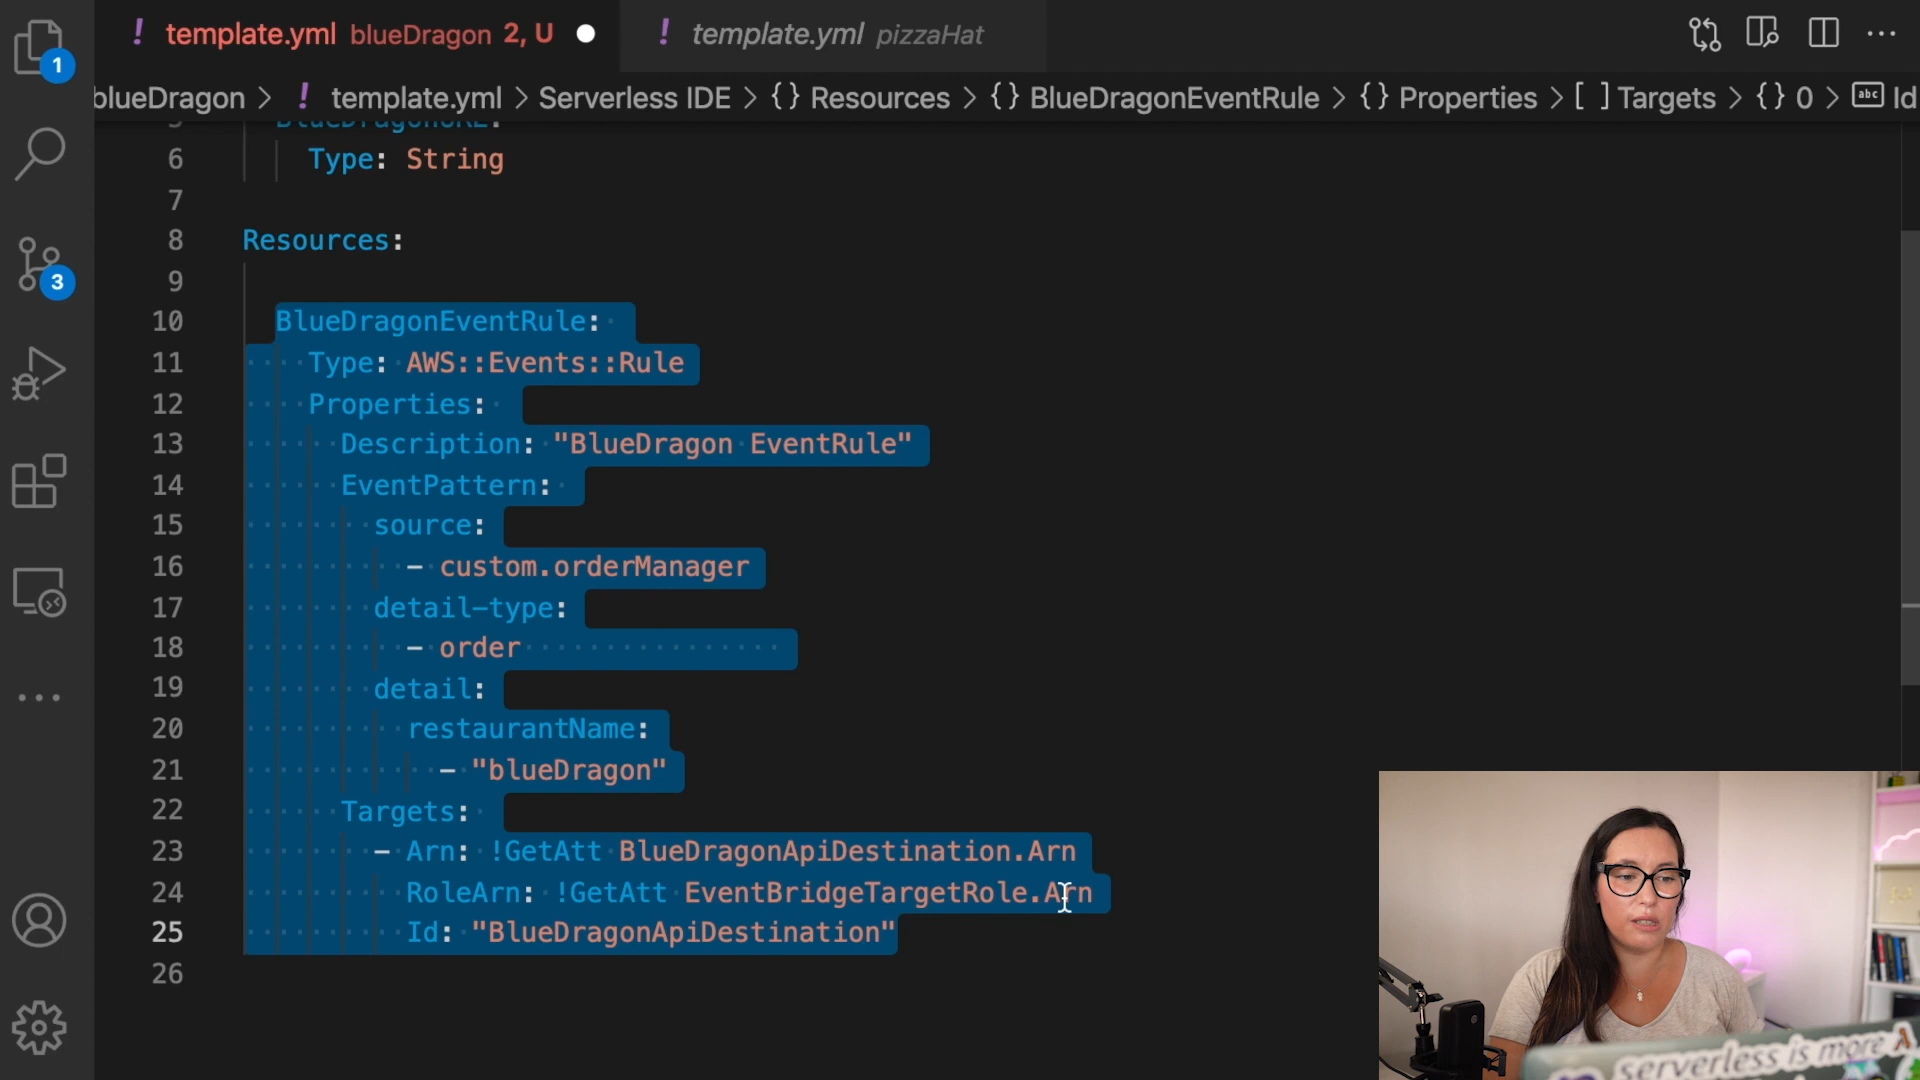 ! template.yml blueDragon 2, U ● ! template.yml pizzaHat ...
1
blueDragon > ! template.yml > Serverless IDE > {} Resources > {} BlueDragonEventRule > {} Properties > [ ] Targets > {} 0 > abc Id
5
6 Type: String
7
8 Resources:
9
10 BlueDragonEventRule:
11 Type: AWS::Events::Rule
12 Properties:
13 Description: "BlueDragon EventRule"
14 EventPattern:
15 source:
16 - custom.orderManager
17 detail-type:
18 - order
19 detail:
20 restaurantName:
21 - "blueDragon"
22 Targets:
23 - Arn: !GetAtt BlueDragonApiDestination.Arn
24 RoleArn: !GetAtt EventBridgeTargetRole.Arn
25 Id: "BlueDragonApiDestination"
26
3
serverless is more